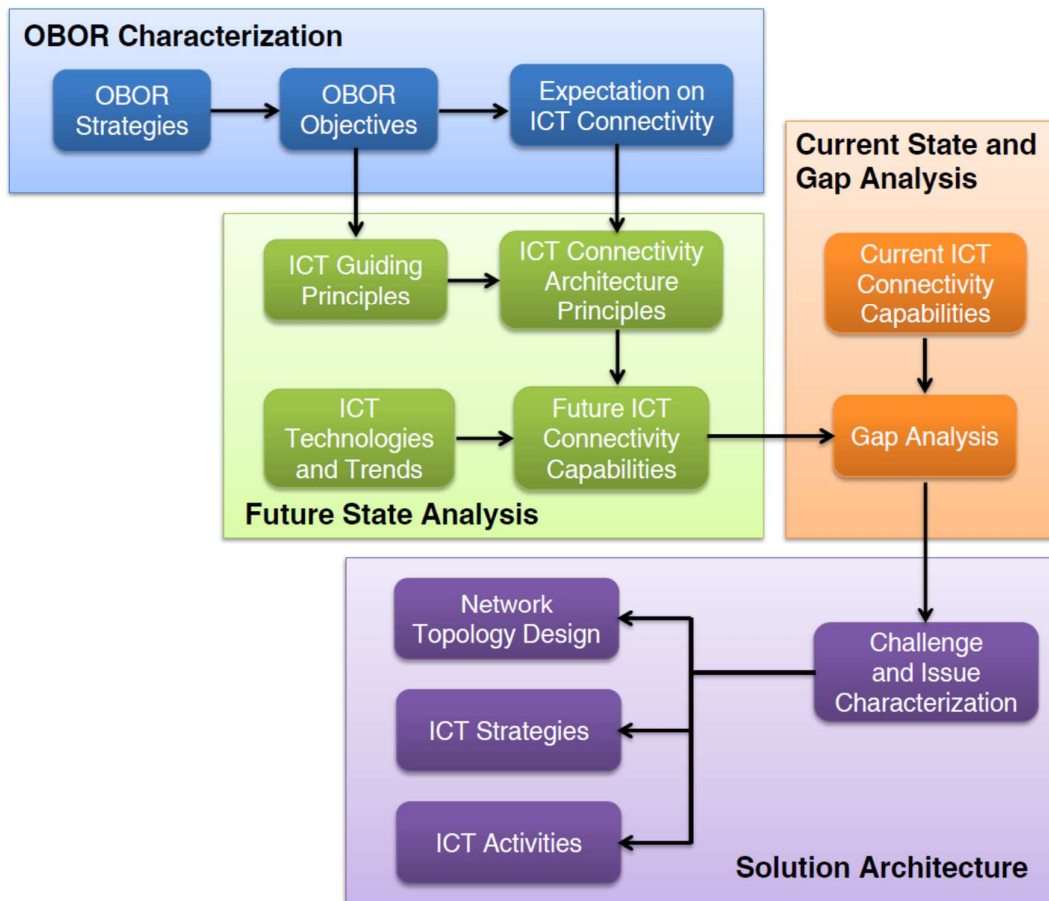 OBOR Characterization
OBOR
Strategies
OBOR
Objectives
Expectation on
ICT Connectivity
Current State and
Gap Analysis
ICT Guiding
Principles
ICT Connectivity
Architecture
Principles
Current ICT
Connectivity
Capabilities
ICT
Technologies
and Trends
Future ICT
Connectivity
Capabilities
Gap Analysis
Future State Analysis
Network
Topology Design
Challenge
and Issue
Characterization
ICT Strategies
ICT Activities
Solution Architecture